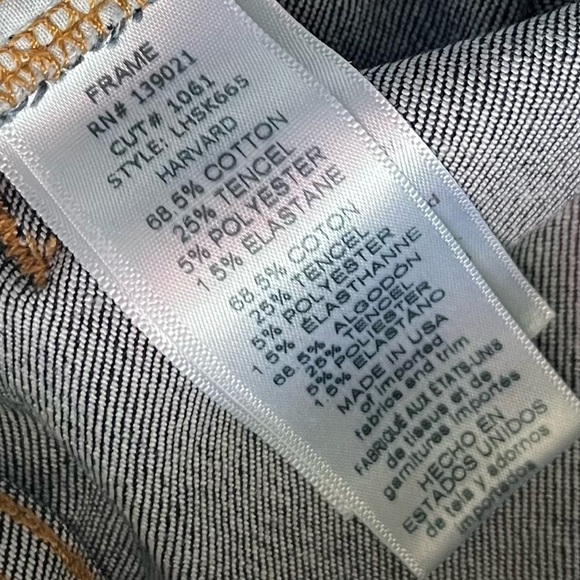 FRAME
RN# 139021
CUT# 1061
STYLE: LHSK665
HARVARD
68.5% COTTON
25% TENCEL
5% POLYESTER
1.5% ELASTANE
68.5% COTON
25% TENCEL
5% POLYESTER
1.5% ÉLASTHANNE
68.5% ALGODÓN
25% TENCEL
5% POLIESTER
1.5% ELASTANO
MADE IN USA
of imported
fabrics and trim
FABRIQUÉ AUX ÉTATS-UNIS
de tissus et de
garnitures importés
HECHO EN
ESTADOS UNIDOS
de tela y adornos
importados
d